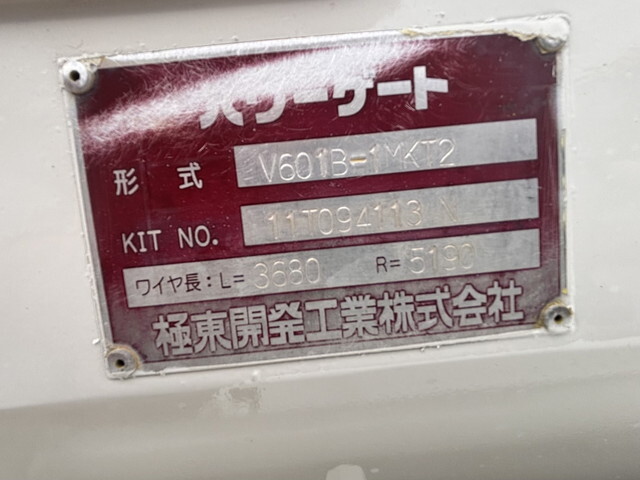 パワーゲート
形 式 V601B-1MKT2
KIT NO. 11T094113 N
ワイヤ長:L= 3680 R= 5190
極東開発工業株式会社